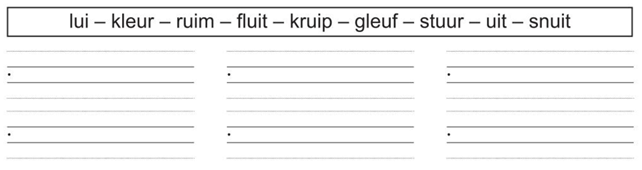 lui – kleur – ruim – fluit – kruip – gleuf – stuur – uit – snuit